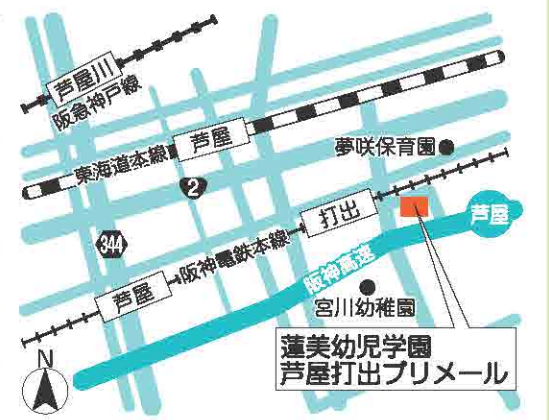 芦屋川
阪急神戸線
東海道本線
芦屋
夢咲保育園
2
打出
芦屋
344
阪神電鉄本線
阪神高速
芦屋
宮川幼稚園
N
蓮美幼児学園
芦屋打出プリメール